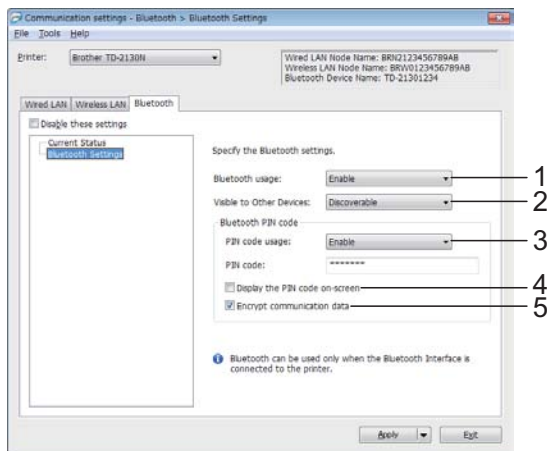 Communication settings - Bluetooth > Bluetooth Settings
File Tools Help
Printer: Brother TD-2130N
Wired LAN Node Name: BRN2123456789AB
Wireless LAN Node Name: BRW0123456789AB
Bluetooth Device Name: TD-21301234
Wired LAN Wireless LAN Bluetooth
Disable these settings
Current Status
Bluetooth Settings
Specify the Bluetooth settings.
Bluetooth usage: Enable 1
Visible to Other Devices: Discoverable 2
Bluetooth PIN code
PIN code usage: Enable 3
PIN code: *******
Display the PIN code on-screen 4
Encrypt communication data 5
Bluetooth can be used only when the Bluetooth Interface is
connected to the printer.
Apply Exit